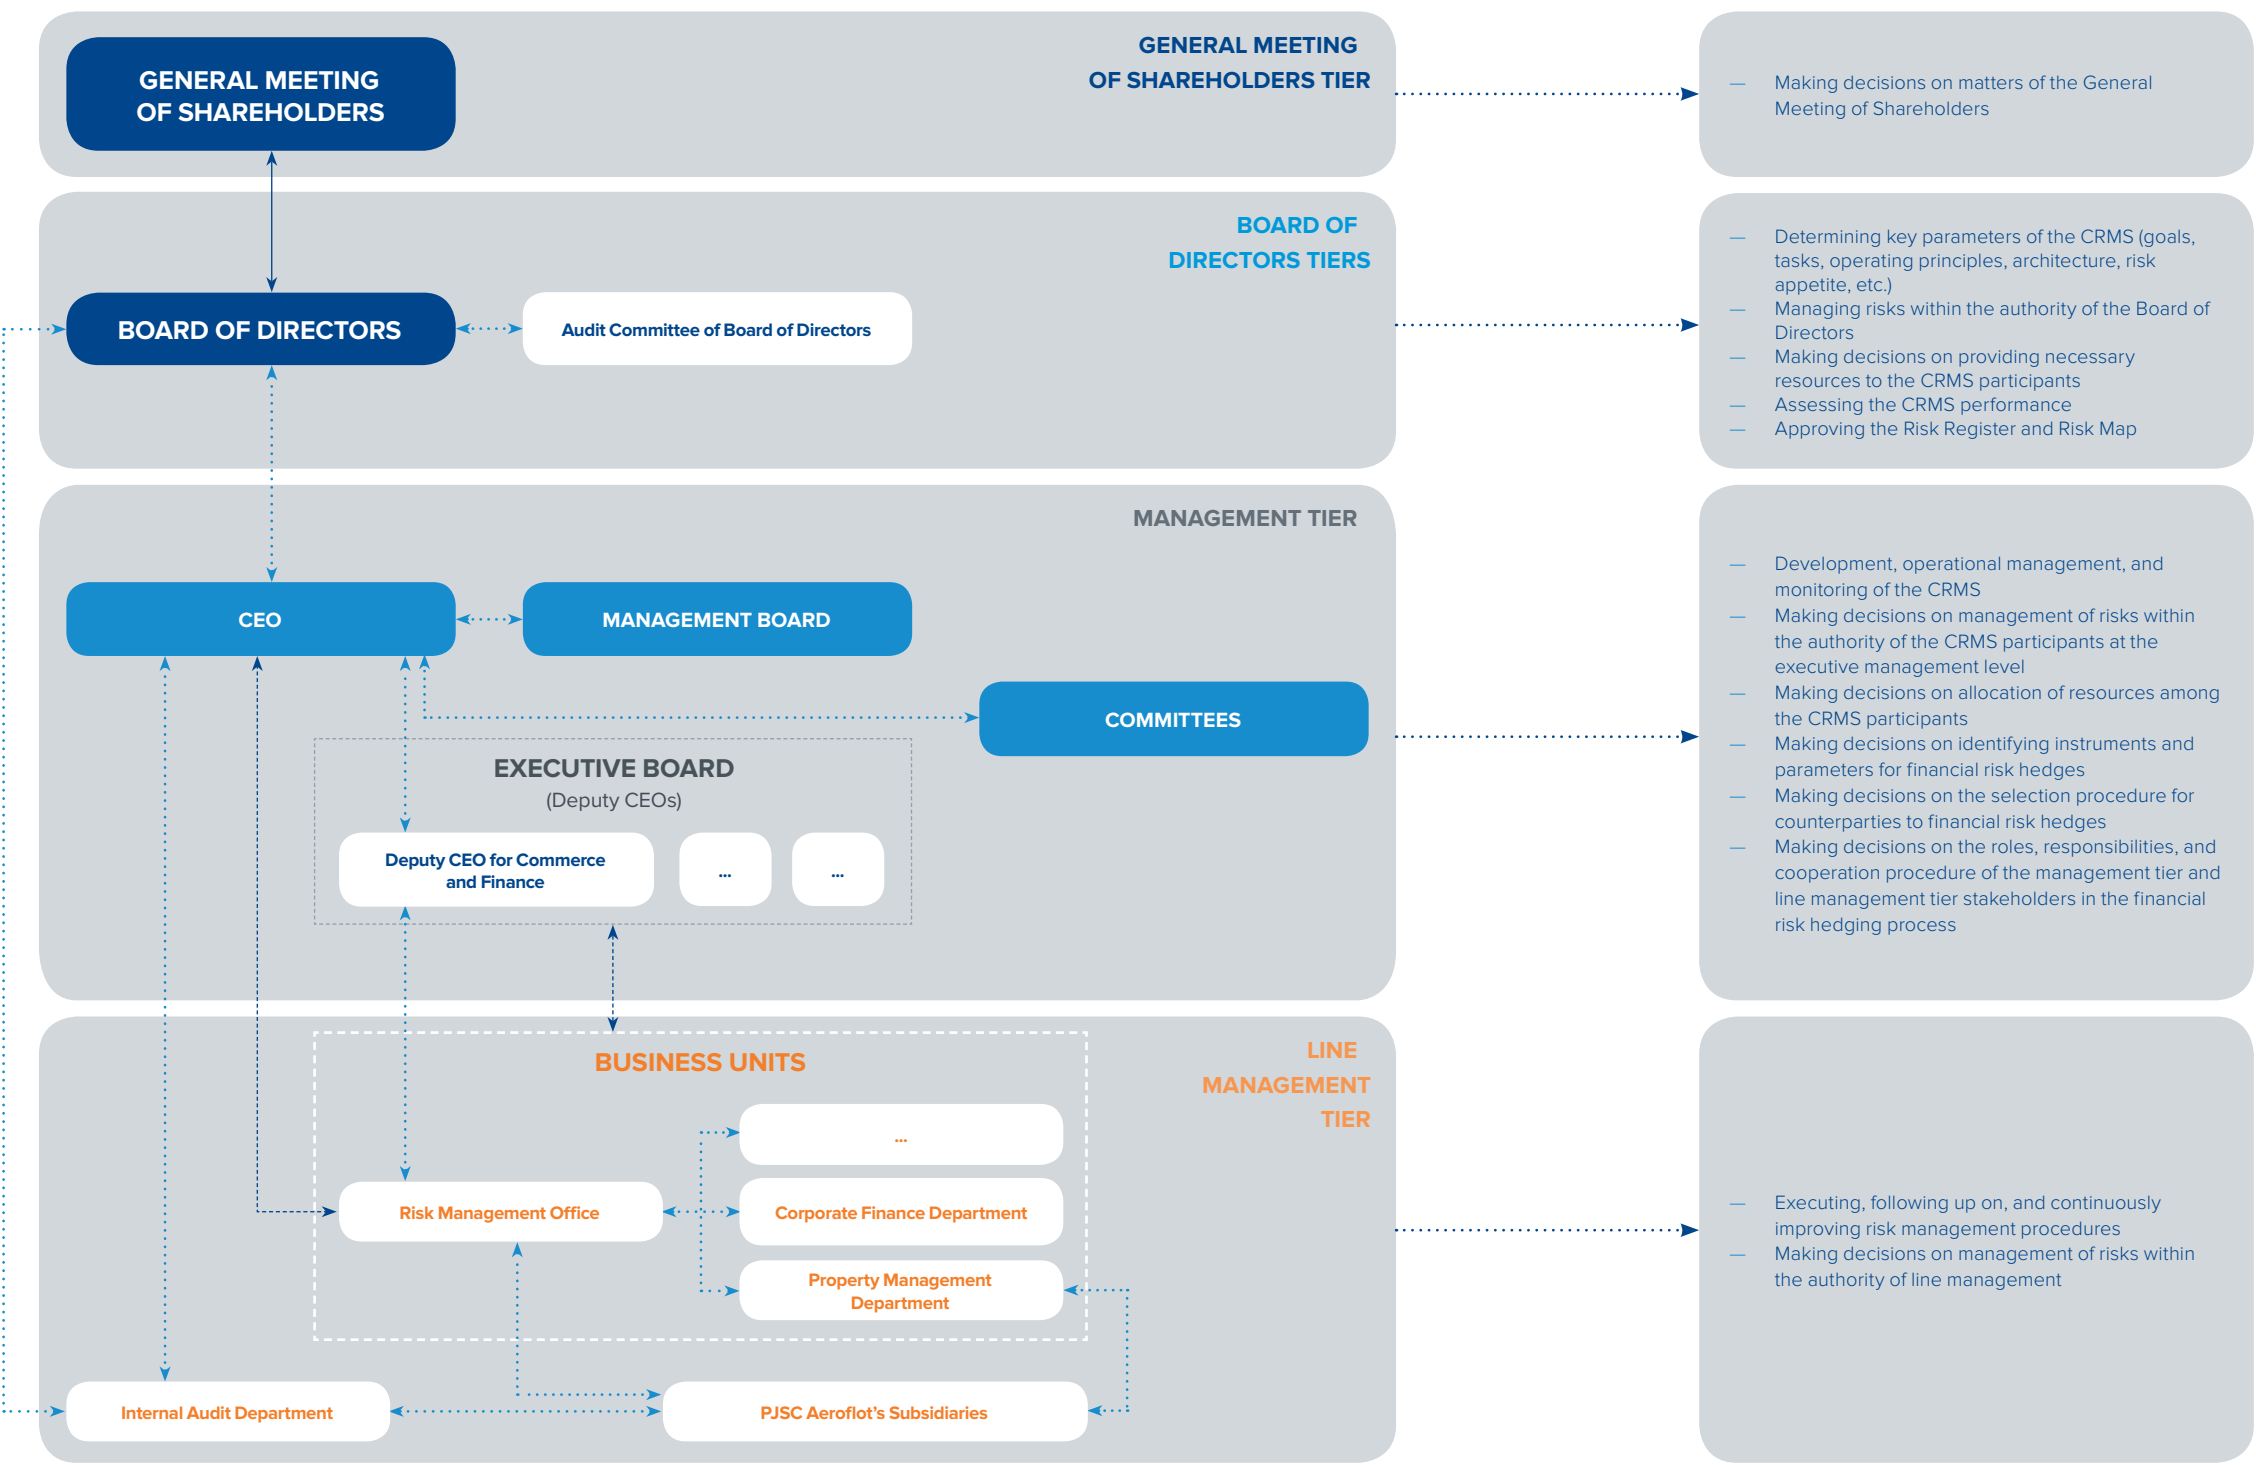 GENERAL MEETING
OF SHAREHOLDERS
GENERAL MEETING
OF SHAREHOLDERS TIER
— Making decisions on matters of the General
Meeting of Shareholders
BOARD OF
DIRECTORS TIERS
BOARD OF DIRECTORS
Audit Committee of Board of Directors
— Determining key parameters of the CRMS (goals,
tasks, operating principles, architecture, risk
appetite, etc.)
— Managing risks within the authority of the Board of
Directors
— Making decisions on providing necessary
resources to the CRMS participants
— Assessing the CRMS performance
— Approving the Risk Register and Risk Map
MANAGEMENT TIER
CEO
MANAGEMENT BOARD
COMMITTEES
EXECUTIVE BOARD
(Deputy CEOs)
Deputy CEO for Commerce
and Finance
...
...
— Development, operational management, and
monitoring of the CRMS
— Making decisions on management of risks within
the authority of the CRMS participants at the
executive management level
— Making decisions on allocation of resources among
the CRMS participants
— Making decisions on identifying instruments and
parameters for financial risk hedges
— Making decisions on the selection procedure for
counterparties to financial risk hedges
— Making decisions on the roles, responsibilities, and
cooperation procedure of the management tier and
line management tier stakeholders in the financial
risk hedging process
LINE
MANAGEMENT
TIER
BUSINESS UNITS
...
Risk Management Office
Corporate Finance Department
Property Management
Department
Internal Audit Department
PJSC Aeroflot’s Subsidiaries
— Executing, following up on, and continuously
improving risk management procedures
— Making decisions on management of risks within
the authority of line management